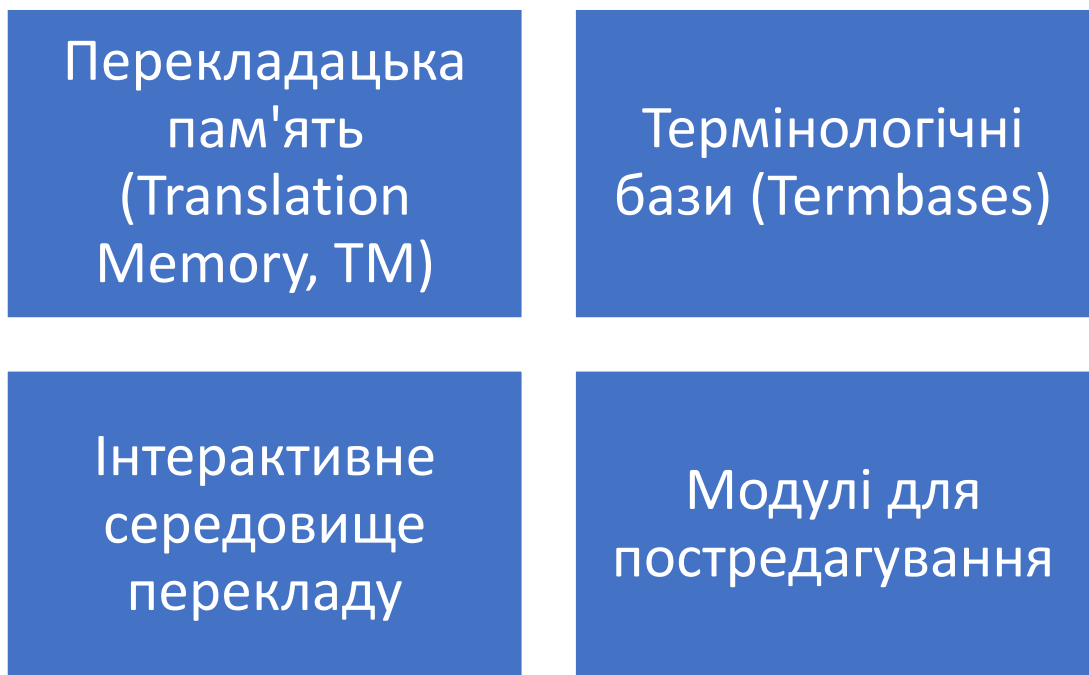 Перекладацька
пам'ять
(Translation
Memory, TM)
Термінологічні
бази (Termbases)
Інтерактивне
середовище
перекладу
Модулі для
постредагування